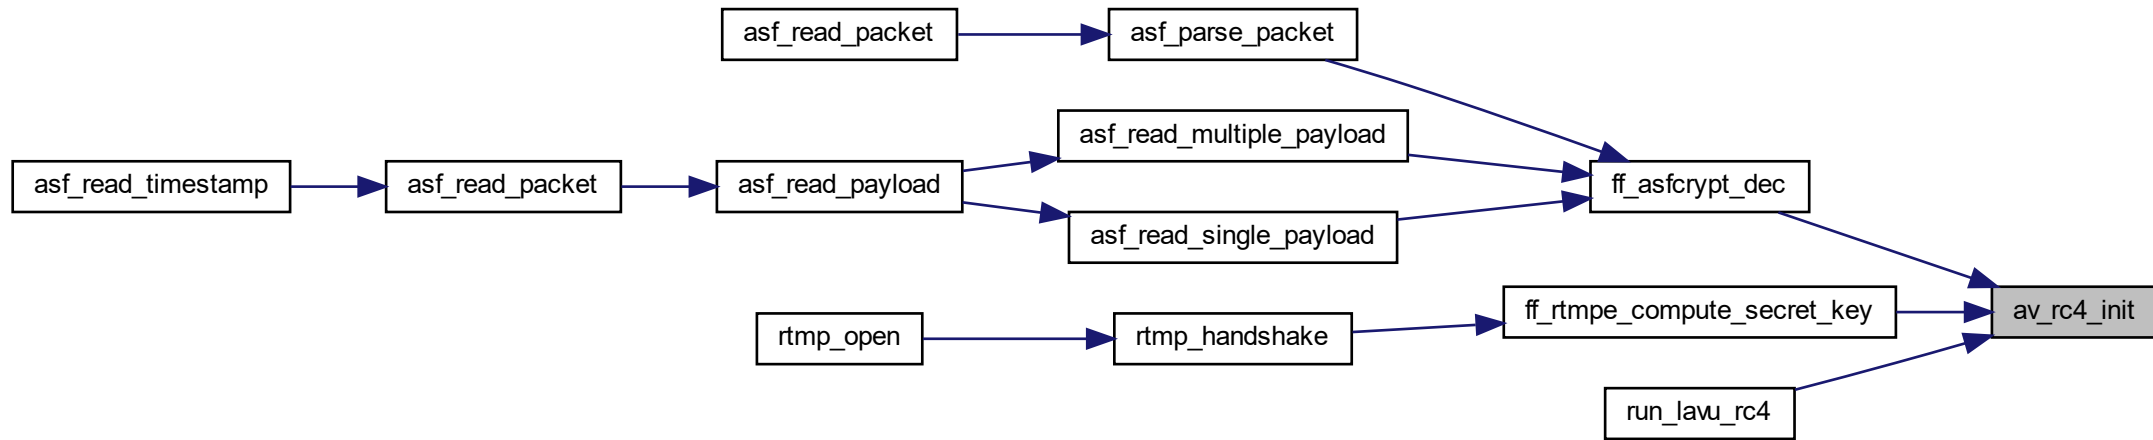 asf_read_packet
asf_parse_packet
asf_read_multiple_payload
asf_read_timestamp
asf_read_packet
asf_read_payload
ff_asfcrypt_dec
asf_read_single_payload
ff_rtmpe_compute_secret_key
av_rc4_init
rtmp_open
rtmp_handshake
run_lavu_rc4